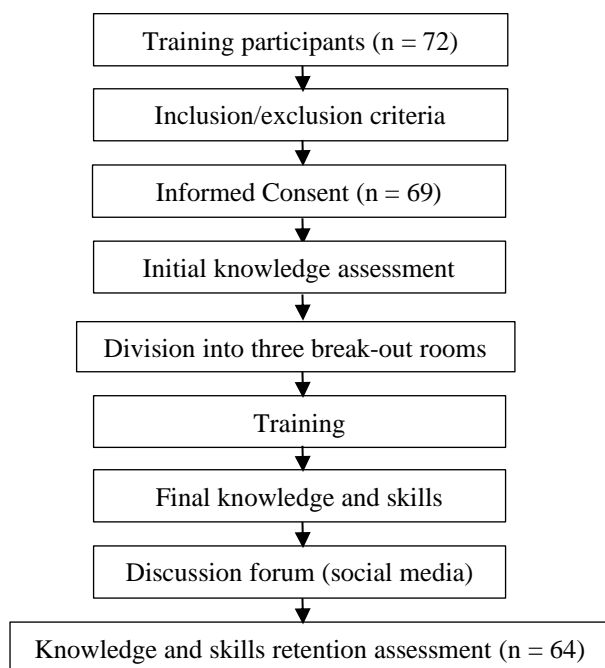 Training participants (n = 72)
Inclusion/exclusion criteria
Informed Consent (n = 69)
Initial knowledge assessment
Division into three break-out rooms
Training
Final knowledge and skills
Discussion forum (social media)
Knowledge and skills retention assessment (n = 64)